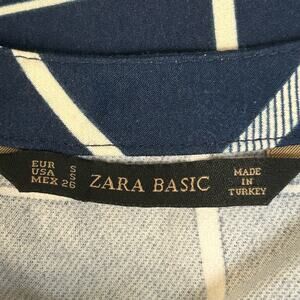 EUR S
USA S
MEX 26
ZARA BASIC
MADE
IN
TURKEY